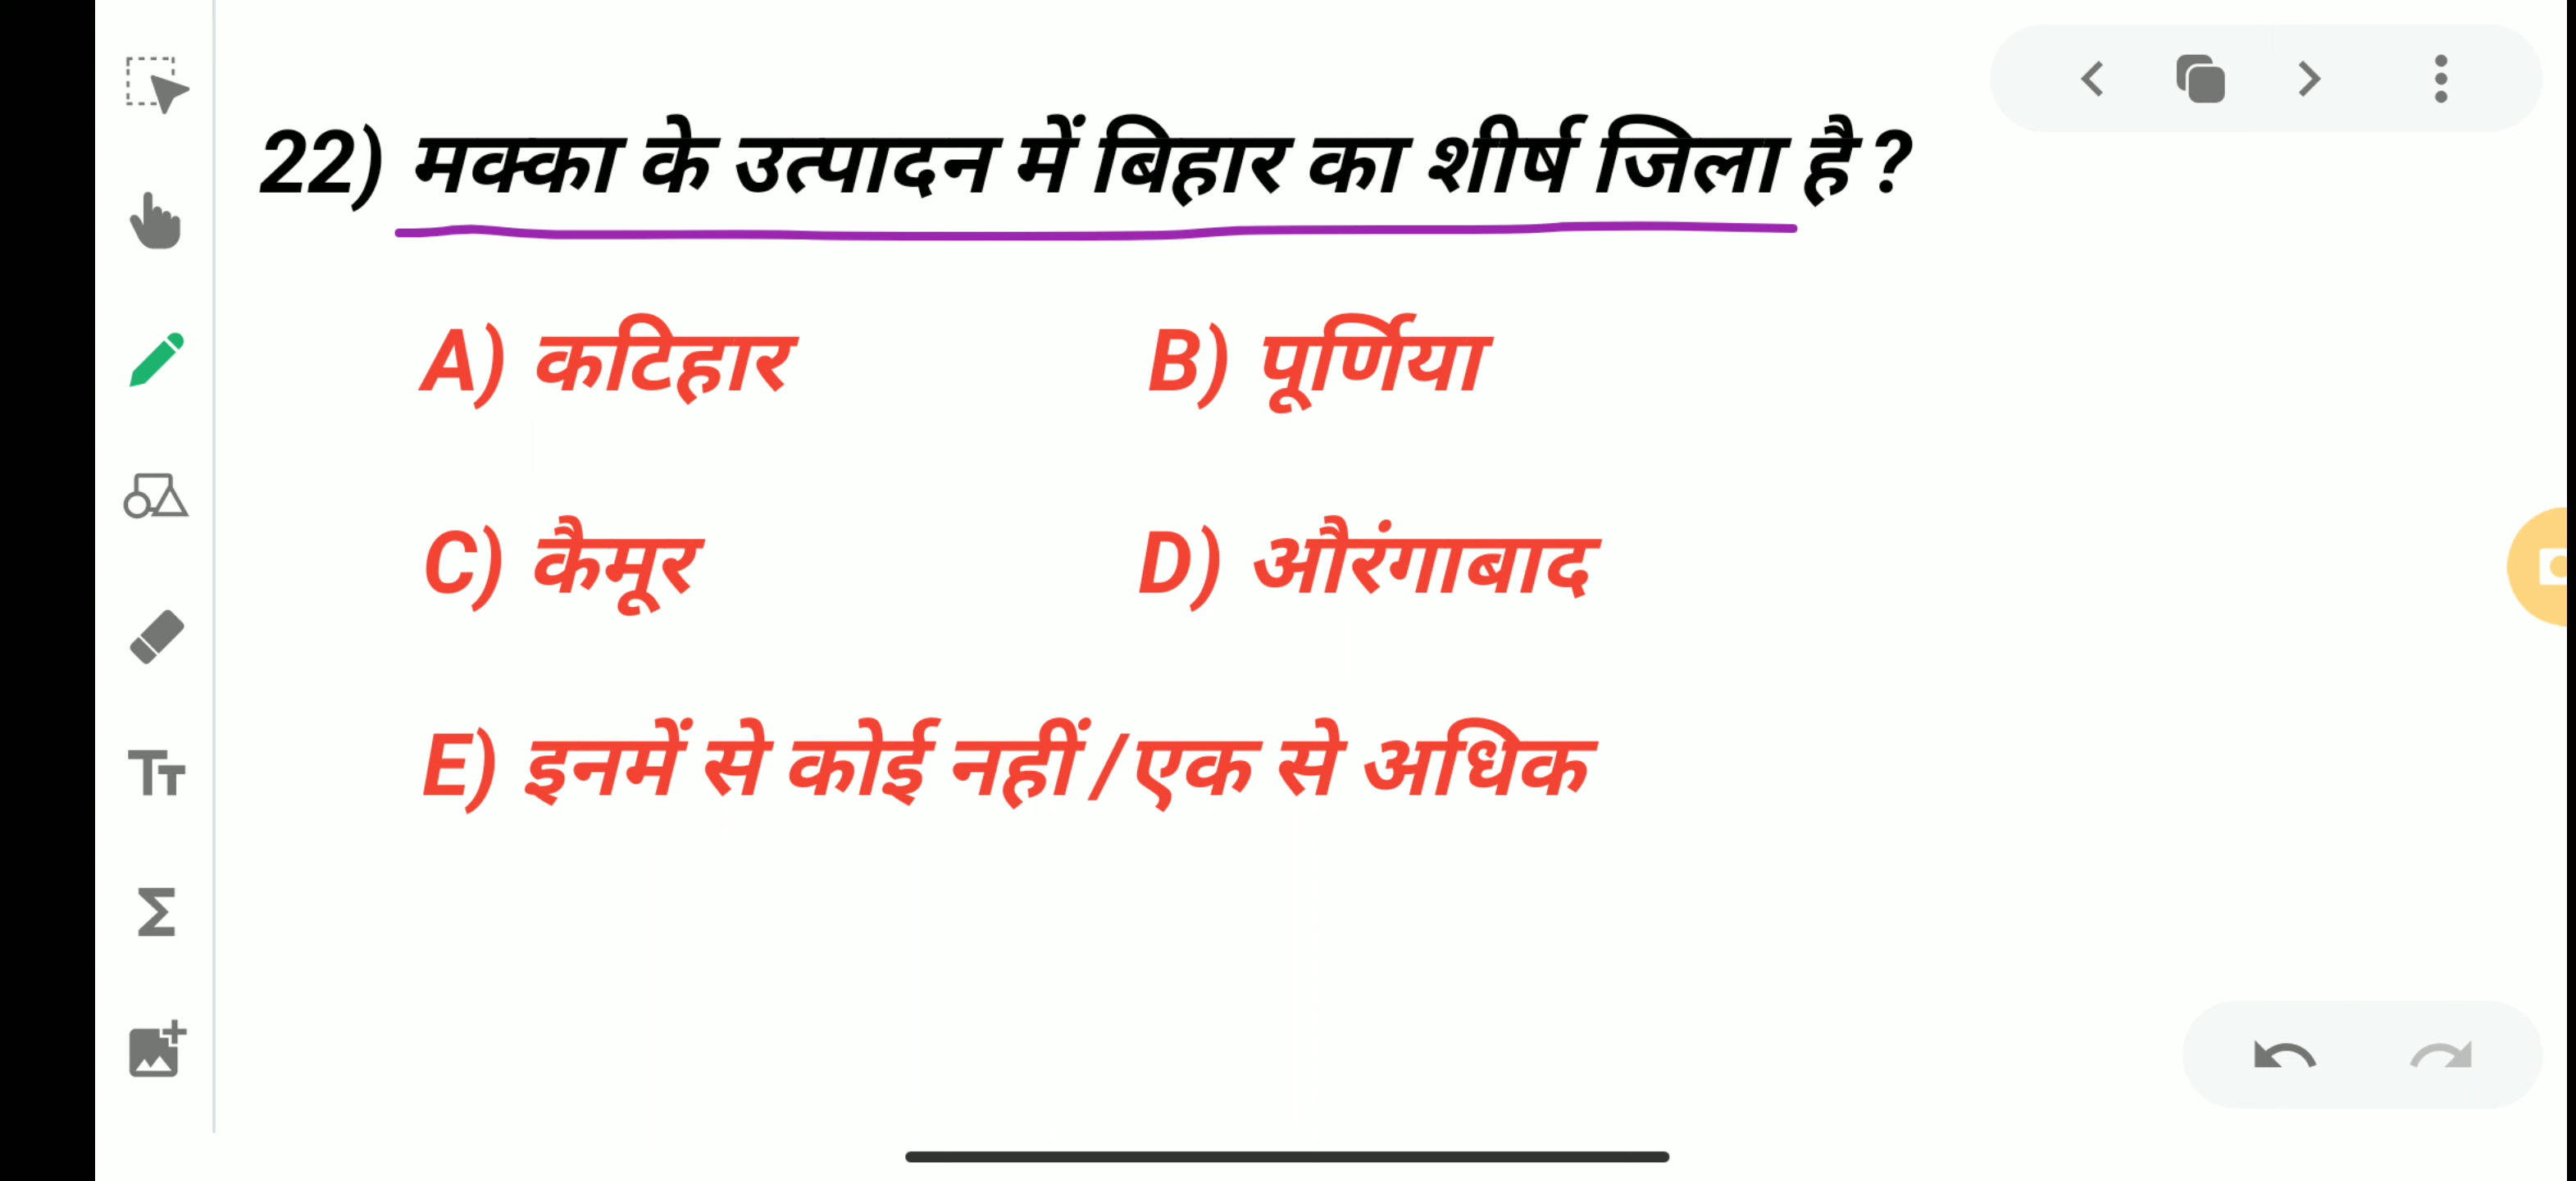 22) मक्का के उत्पादन में बिहार का शीर्ष जिला है ?
A) कटिहार B) पूर्णिया
C) कैमूर D) औरंगाबाद
E) इनमें से कोई नहीं /एक से अधिक